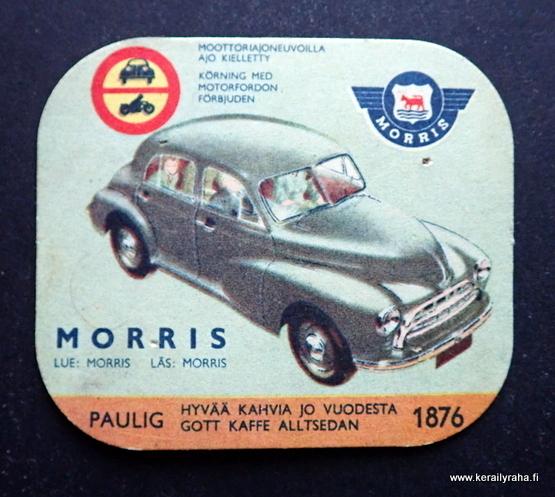 MOOTTORIAJONEUVOILLA
AJO KIELLETTY
KÖRNING MED
MOTORFORDON
FÖRBJUDEN
MORRIS
MORRIS
LUE: MORRIS LÄS: MORRIS
PAULIG HYVÄÄ KAHVIA JO VUODESTA 1876
GOTT KAFFE ALLTSEDAN
www.kerailyraha.fi